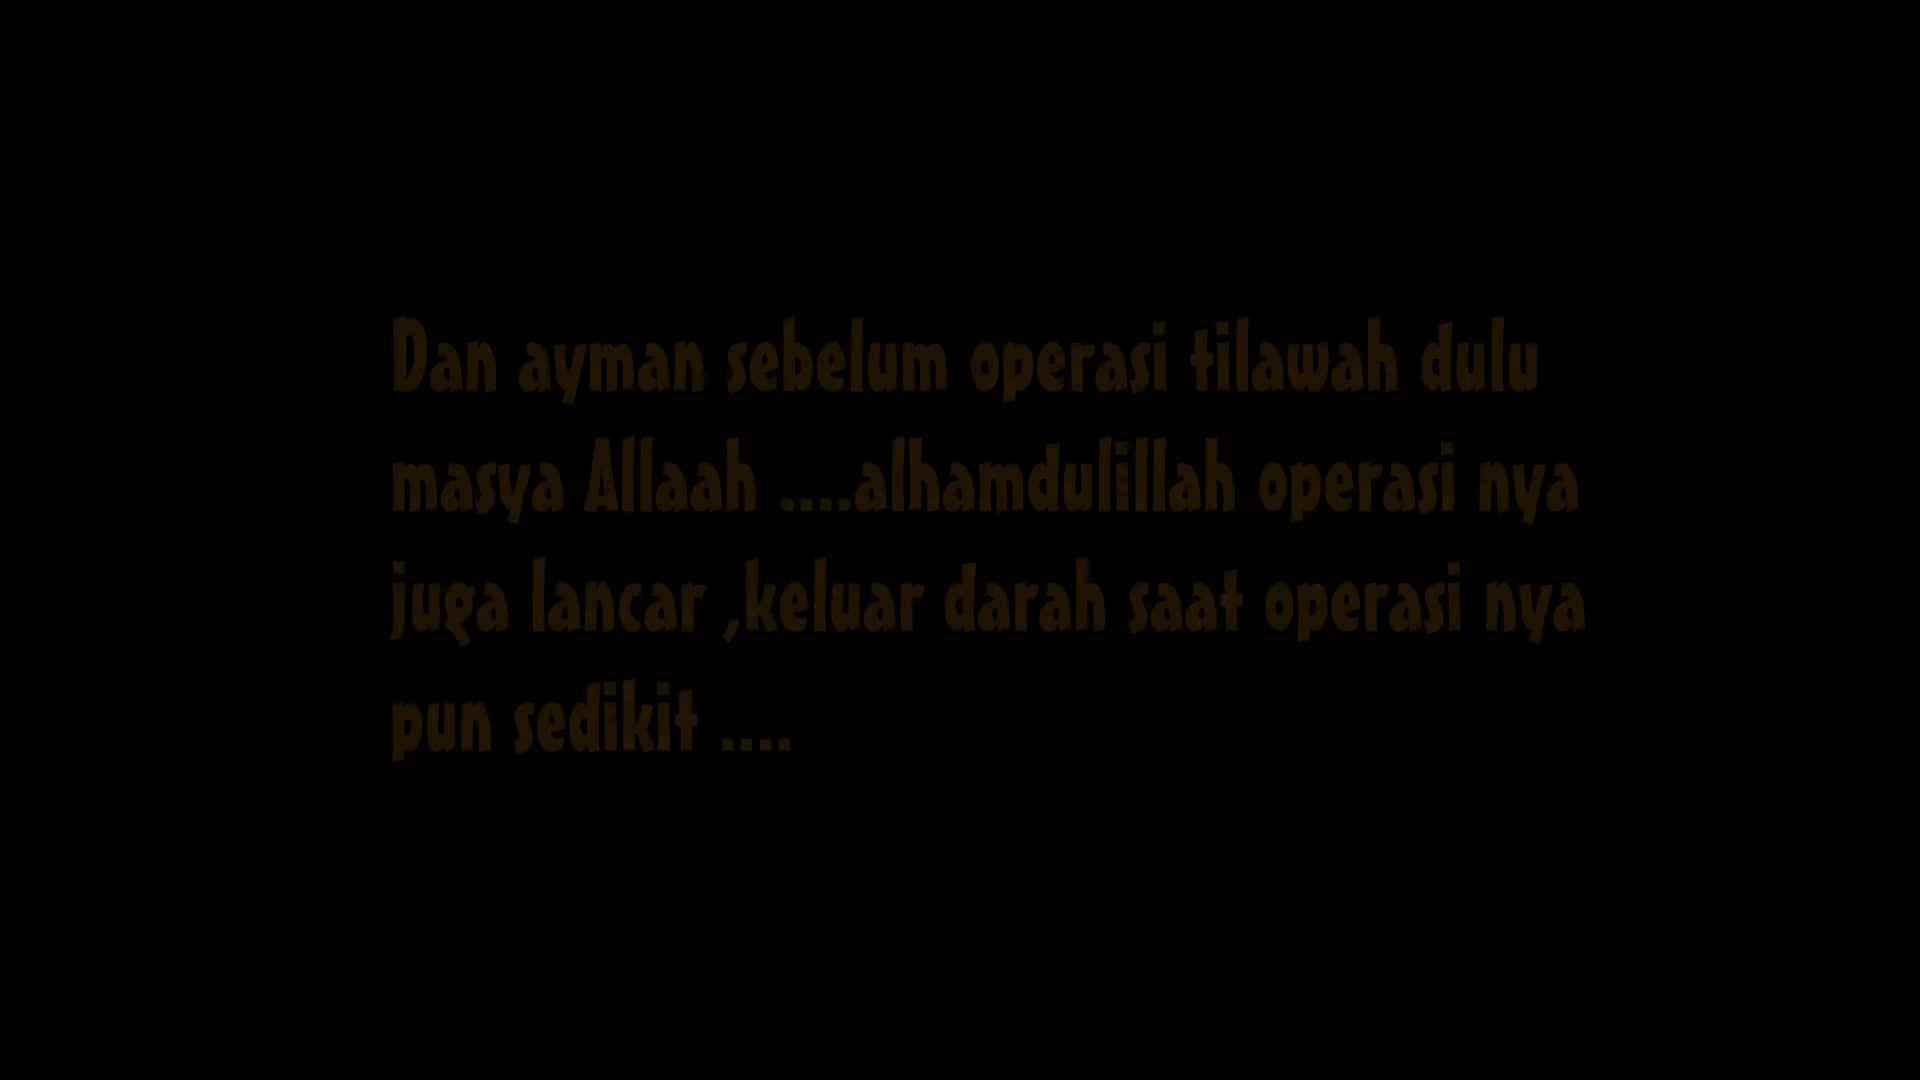 Dan ayman sebelum operasi tilawah dulu
masya Allaah ....alhamdulillah operasi nya
juga lancar ,keluar darah saat operasi nya
pun sedikit ....